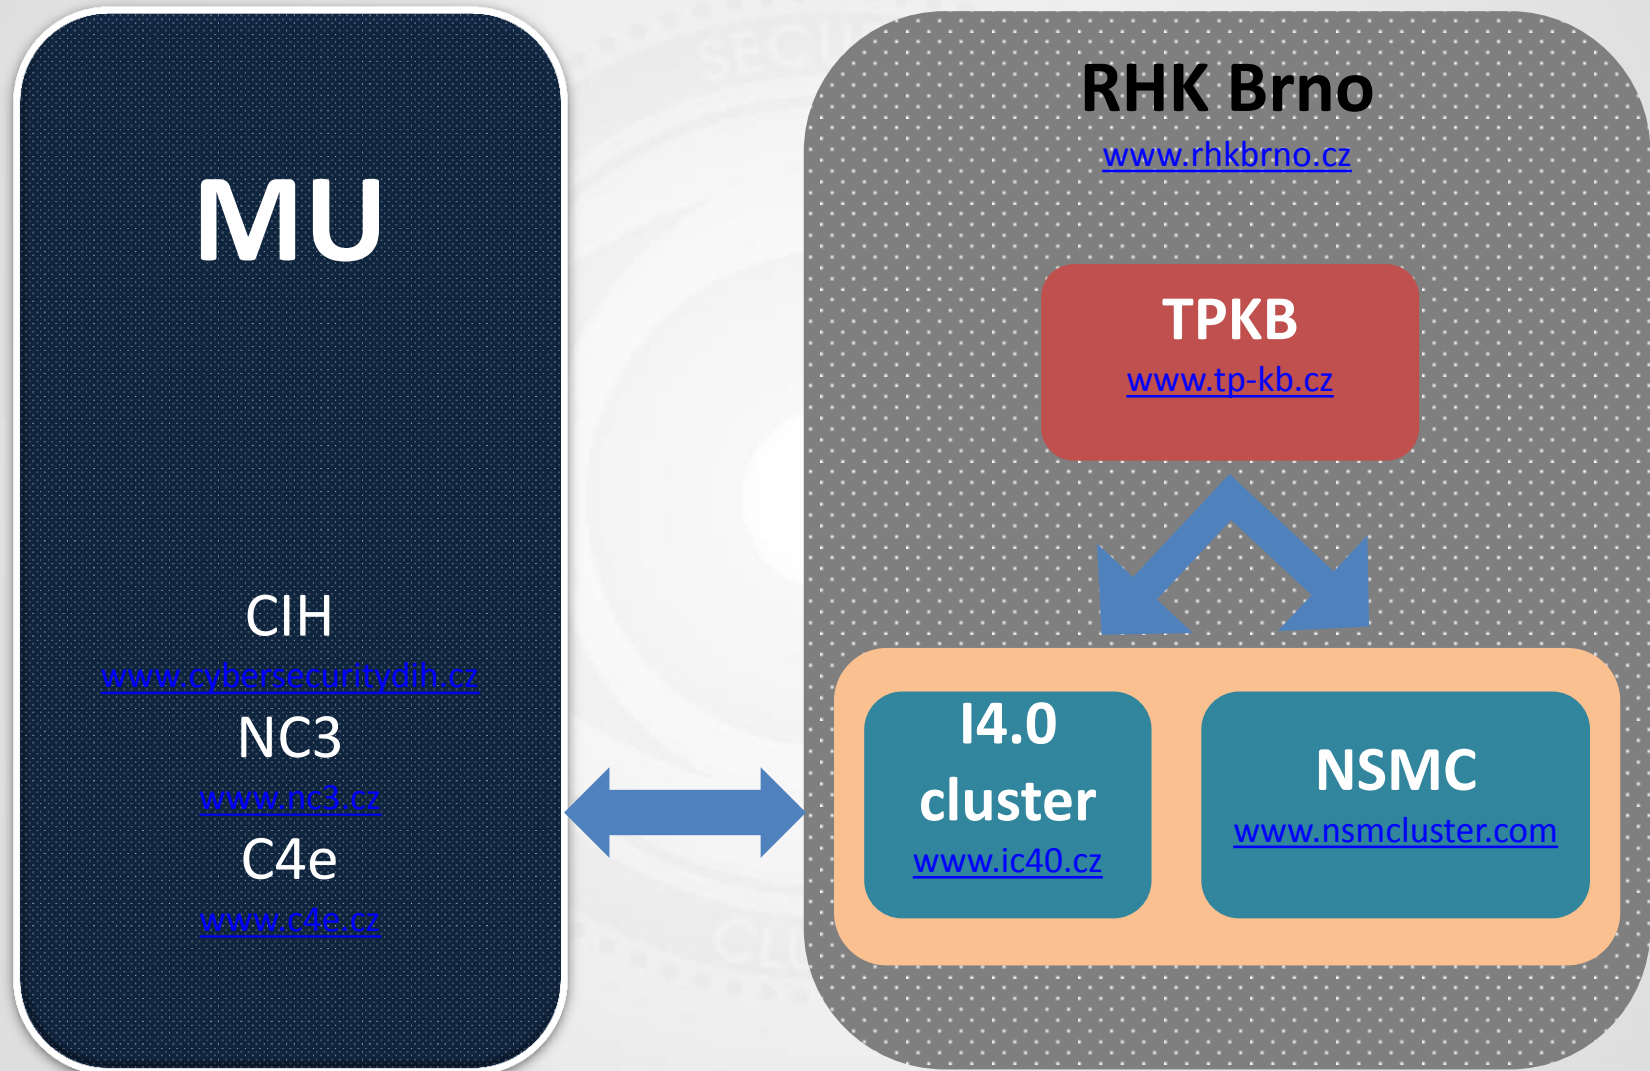 MU
CIH
www.cybersecuritydih.cz
NC3
www.nc3.cz
C4e
www.c4e.cz
RHK Brno
www.rhkbrno.cz
TPKB
www.tp-kb.cz
I4.0
cluster
www.ic40.cz
NSMC
www.nsmcluster.com